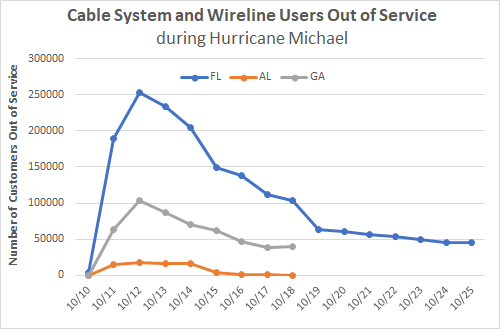 Cable System and Wireline Users Out of Service
during Hurricane Michael
FL AL GA
Number of Customers Out of Service
300000
250000
200000
150000
100000
50000
0
10/10 10/11 10/12 10/13 10/14 10/15 10/16 10/17 10/18 10/19 10/20 10/21 10/22 10/23 10/24 10/25